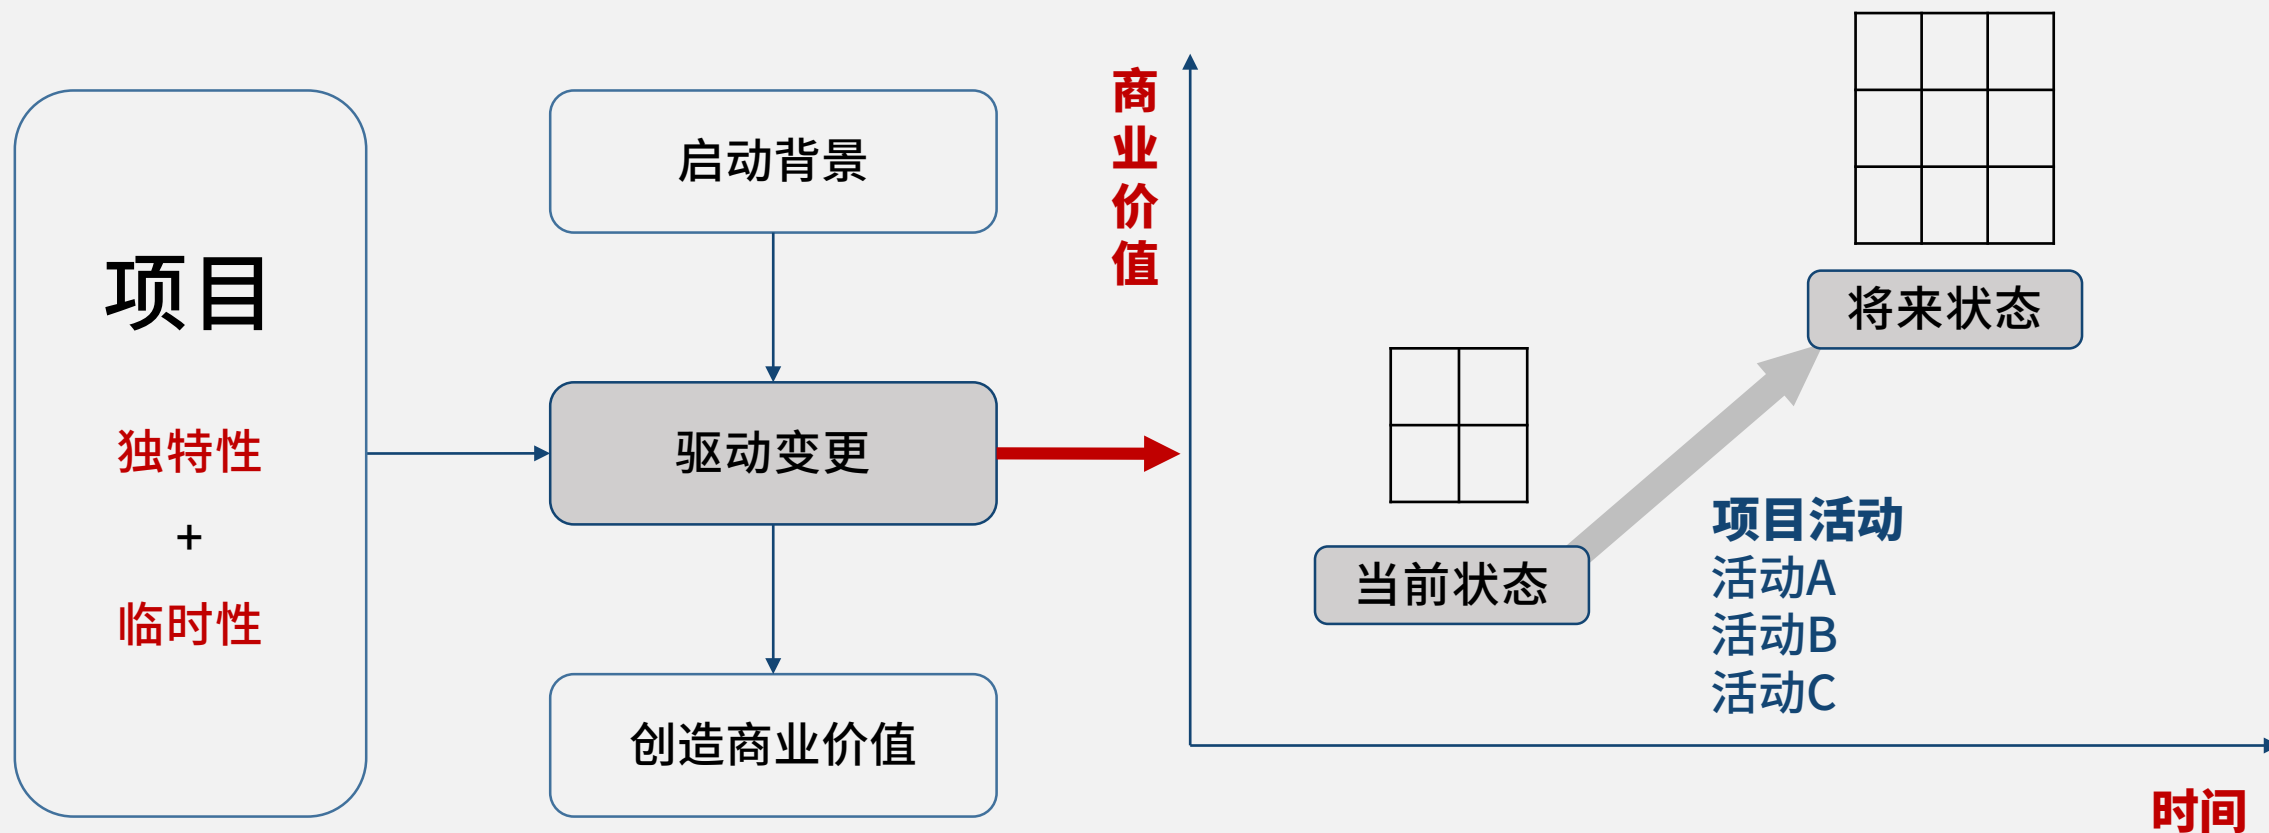 项目
独特性
+
临时性
启动背景
驱动变更
创造商业价值
商业价值
将来状态
当前状态
项目活动
活动A
活动B
活动C
时间